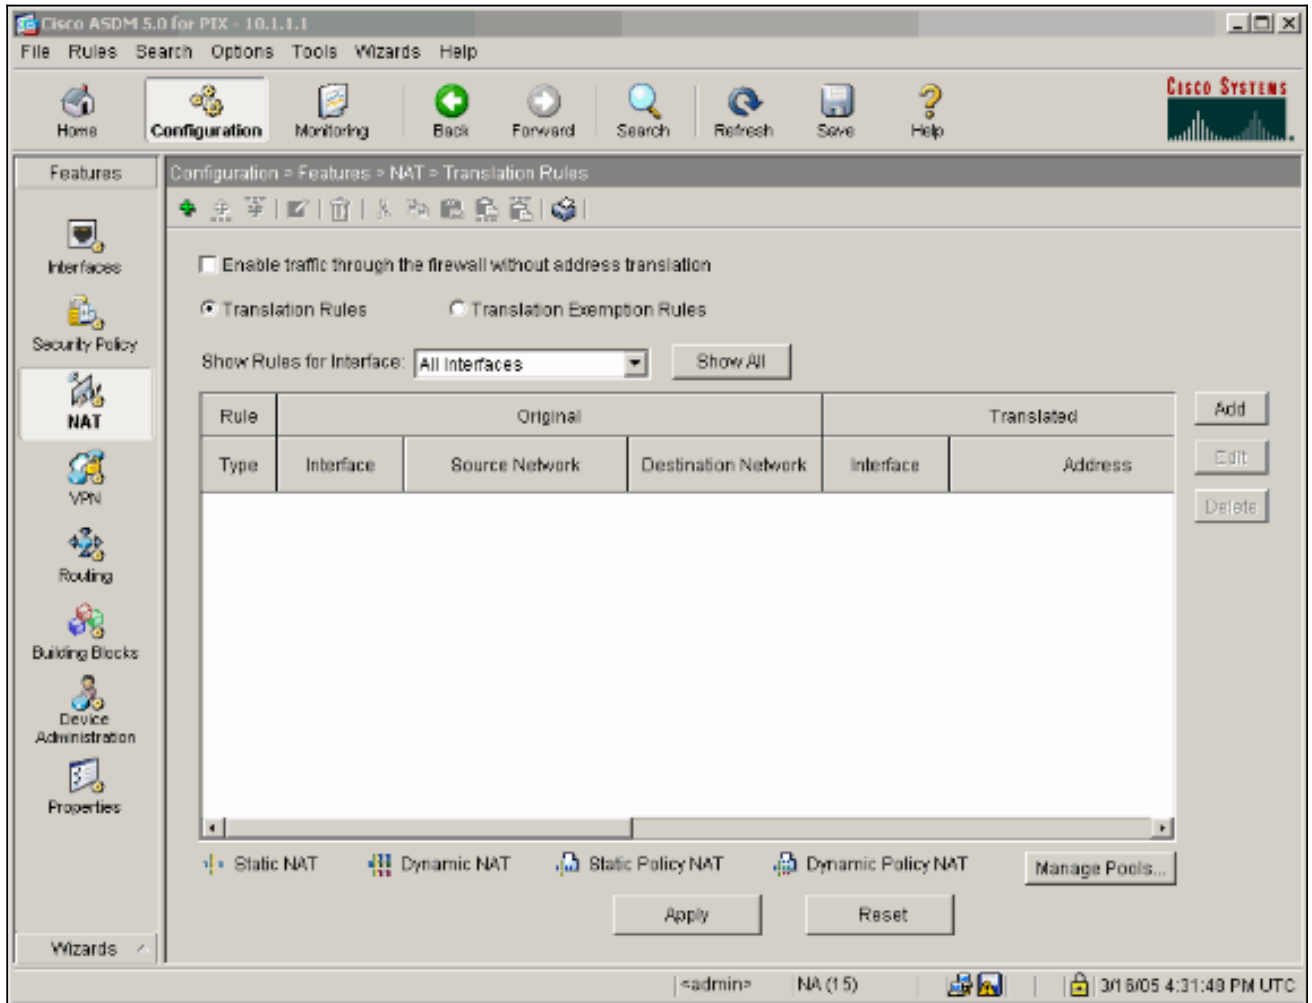 Cisco ASDM 5.0 for PIX - 10.1.1.1
File Rules Search Options Tools Wizards Help
Home Configuration Monitoring Back Forward Search Refresh Save Help
CISCO SYSTEMS
Features
Configuration > Features > NAT > Translation Rules
Interfaces
Security Policy
NAT
VPN
Routing
Building Blocks
Device
Administration
Properties
Wizards
Enable traffic through the firewall without address translation
Translation Rules Translation Exemption Rules
Show Rules for Interface: All Interfaces Show All
Rule Original Translated
Type Interface Source Network Destination Network Interface Address
Add
Edit
Delete
Static NAT Dynamic NAT Static Policy NAT Dynamic Policy NAT Manage Pools...
Apply Reset
<admin> NA (15) 3/16/05 4:31:48 PM UTC